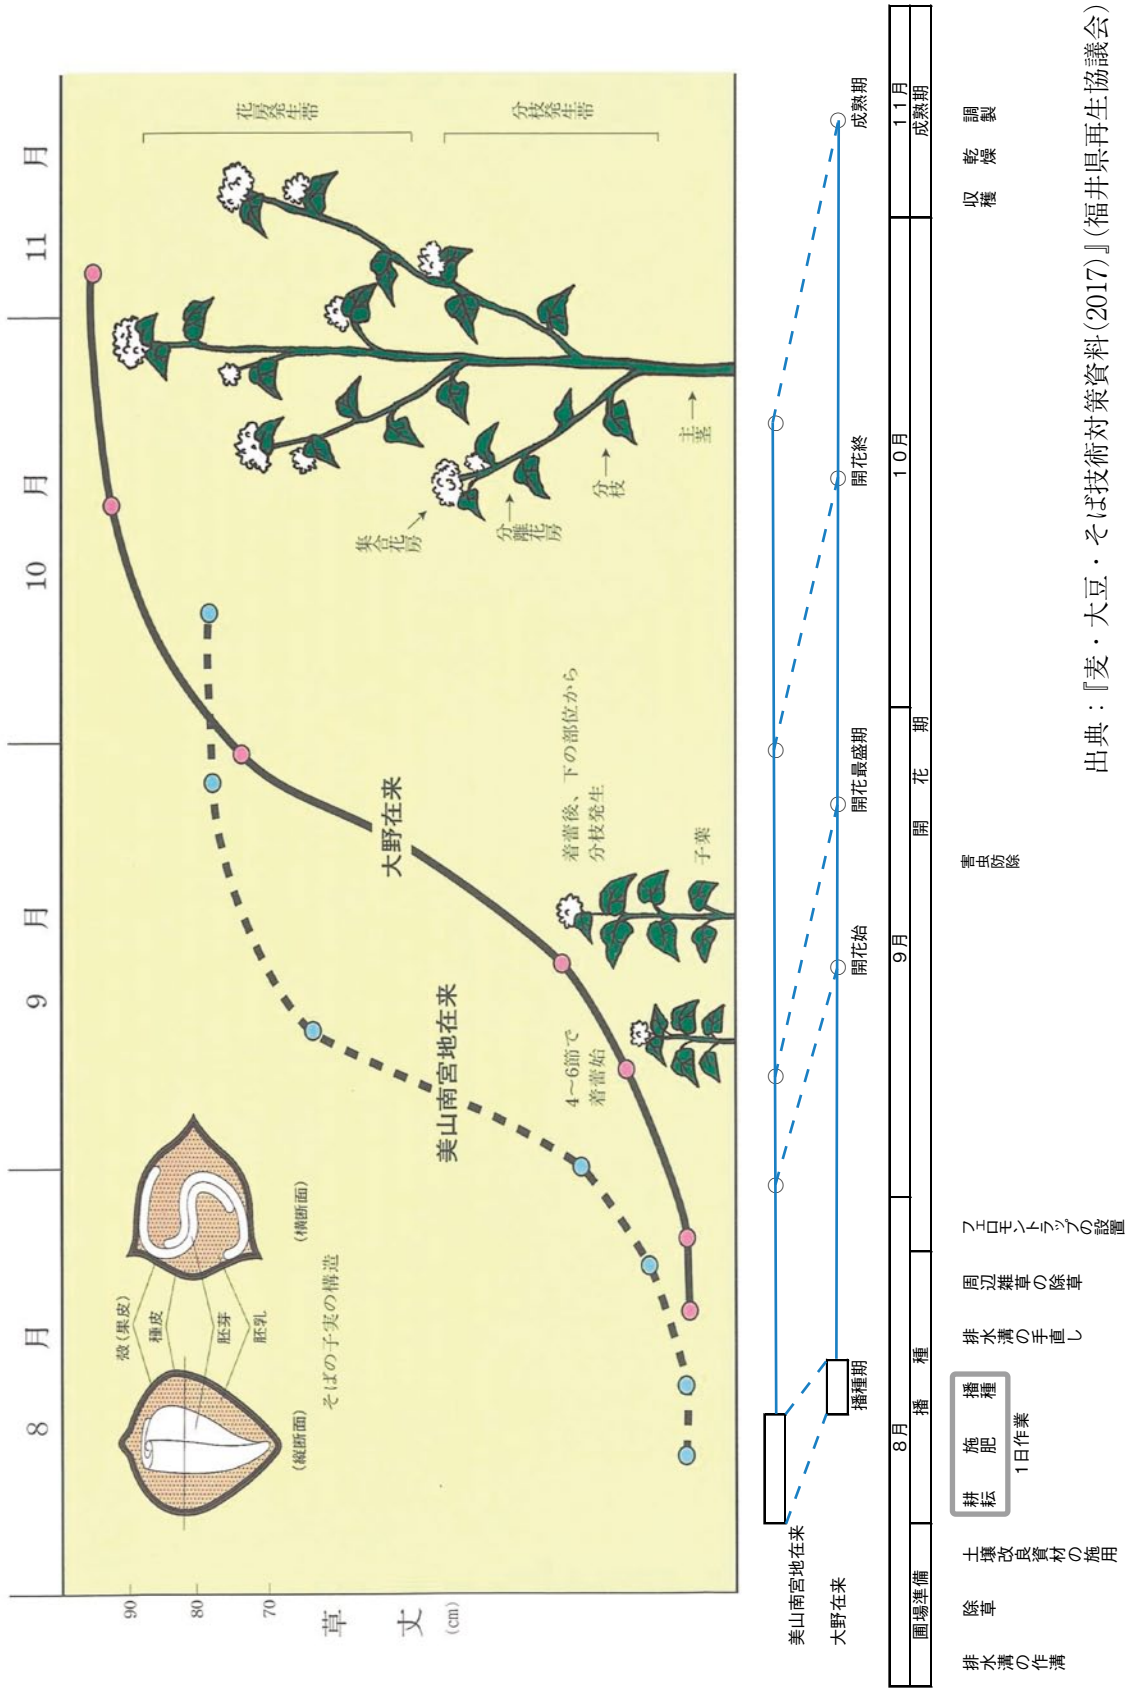 8 月 9 月 10 月 11 月
草丈
(cm)
90
80
70
殻(果皮)
種皮
胚芽
胚乳
(縦断面)
(横断面)
そばの子実の構造
美山南宮地在来
大野在来
4～6節で
着蕾始
着蕾後、下の部位から
分枝発生
子葉
集合花房
分離花房
分枝
主茎
花房発生帯
分枝発生帯
美山南宮地在来
大野在来
播種期
開花始
開花最盛期
開花終
成熟期
8月 9月 10月 11月
圃場準備 播種 開花期 成熟期
排水溝の作溝
除草
土壌改良資材の施用
耕耘 施肥 播種
1日作業
排水溝の手直し
周辺雑草の除草
フェロモントラップの設置
害虫防除
収穫
乾燥
調製
出典：『麦・大豆・そば技術対策資料(2017)』(福井県再生協議会)